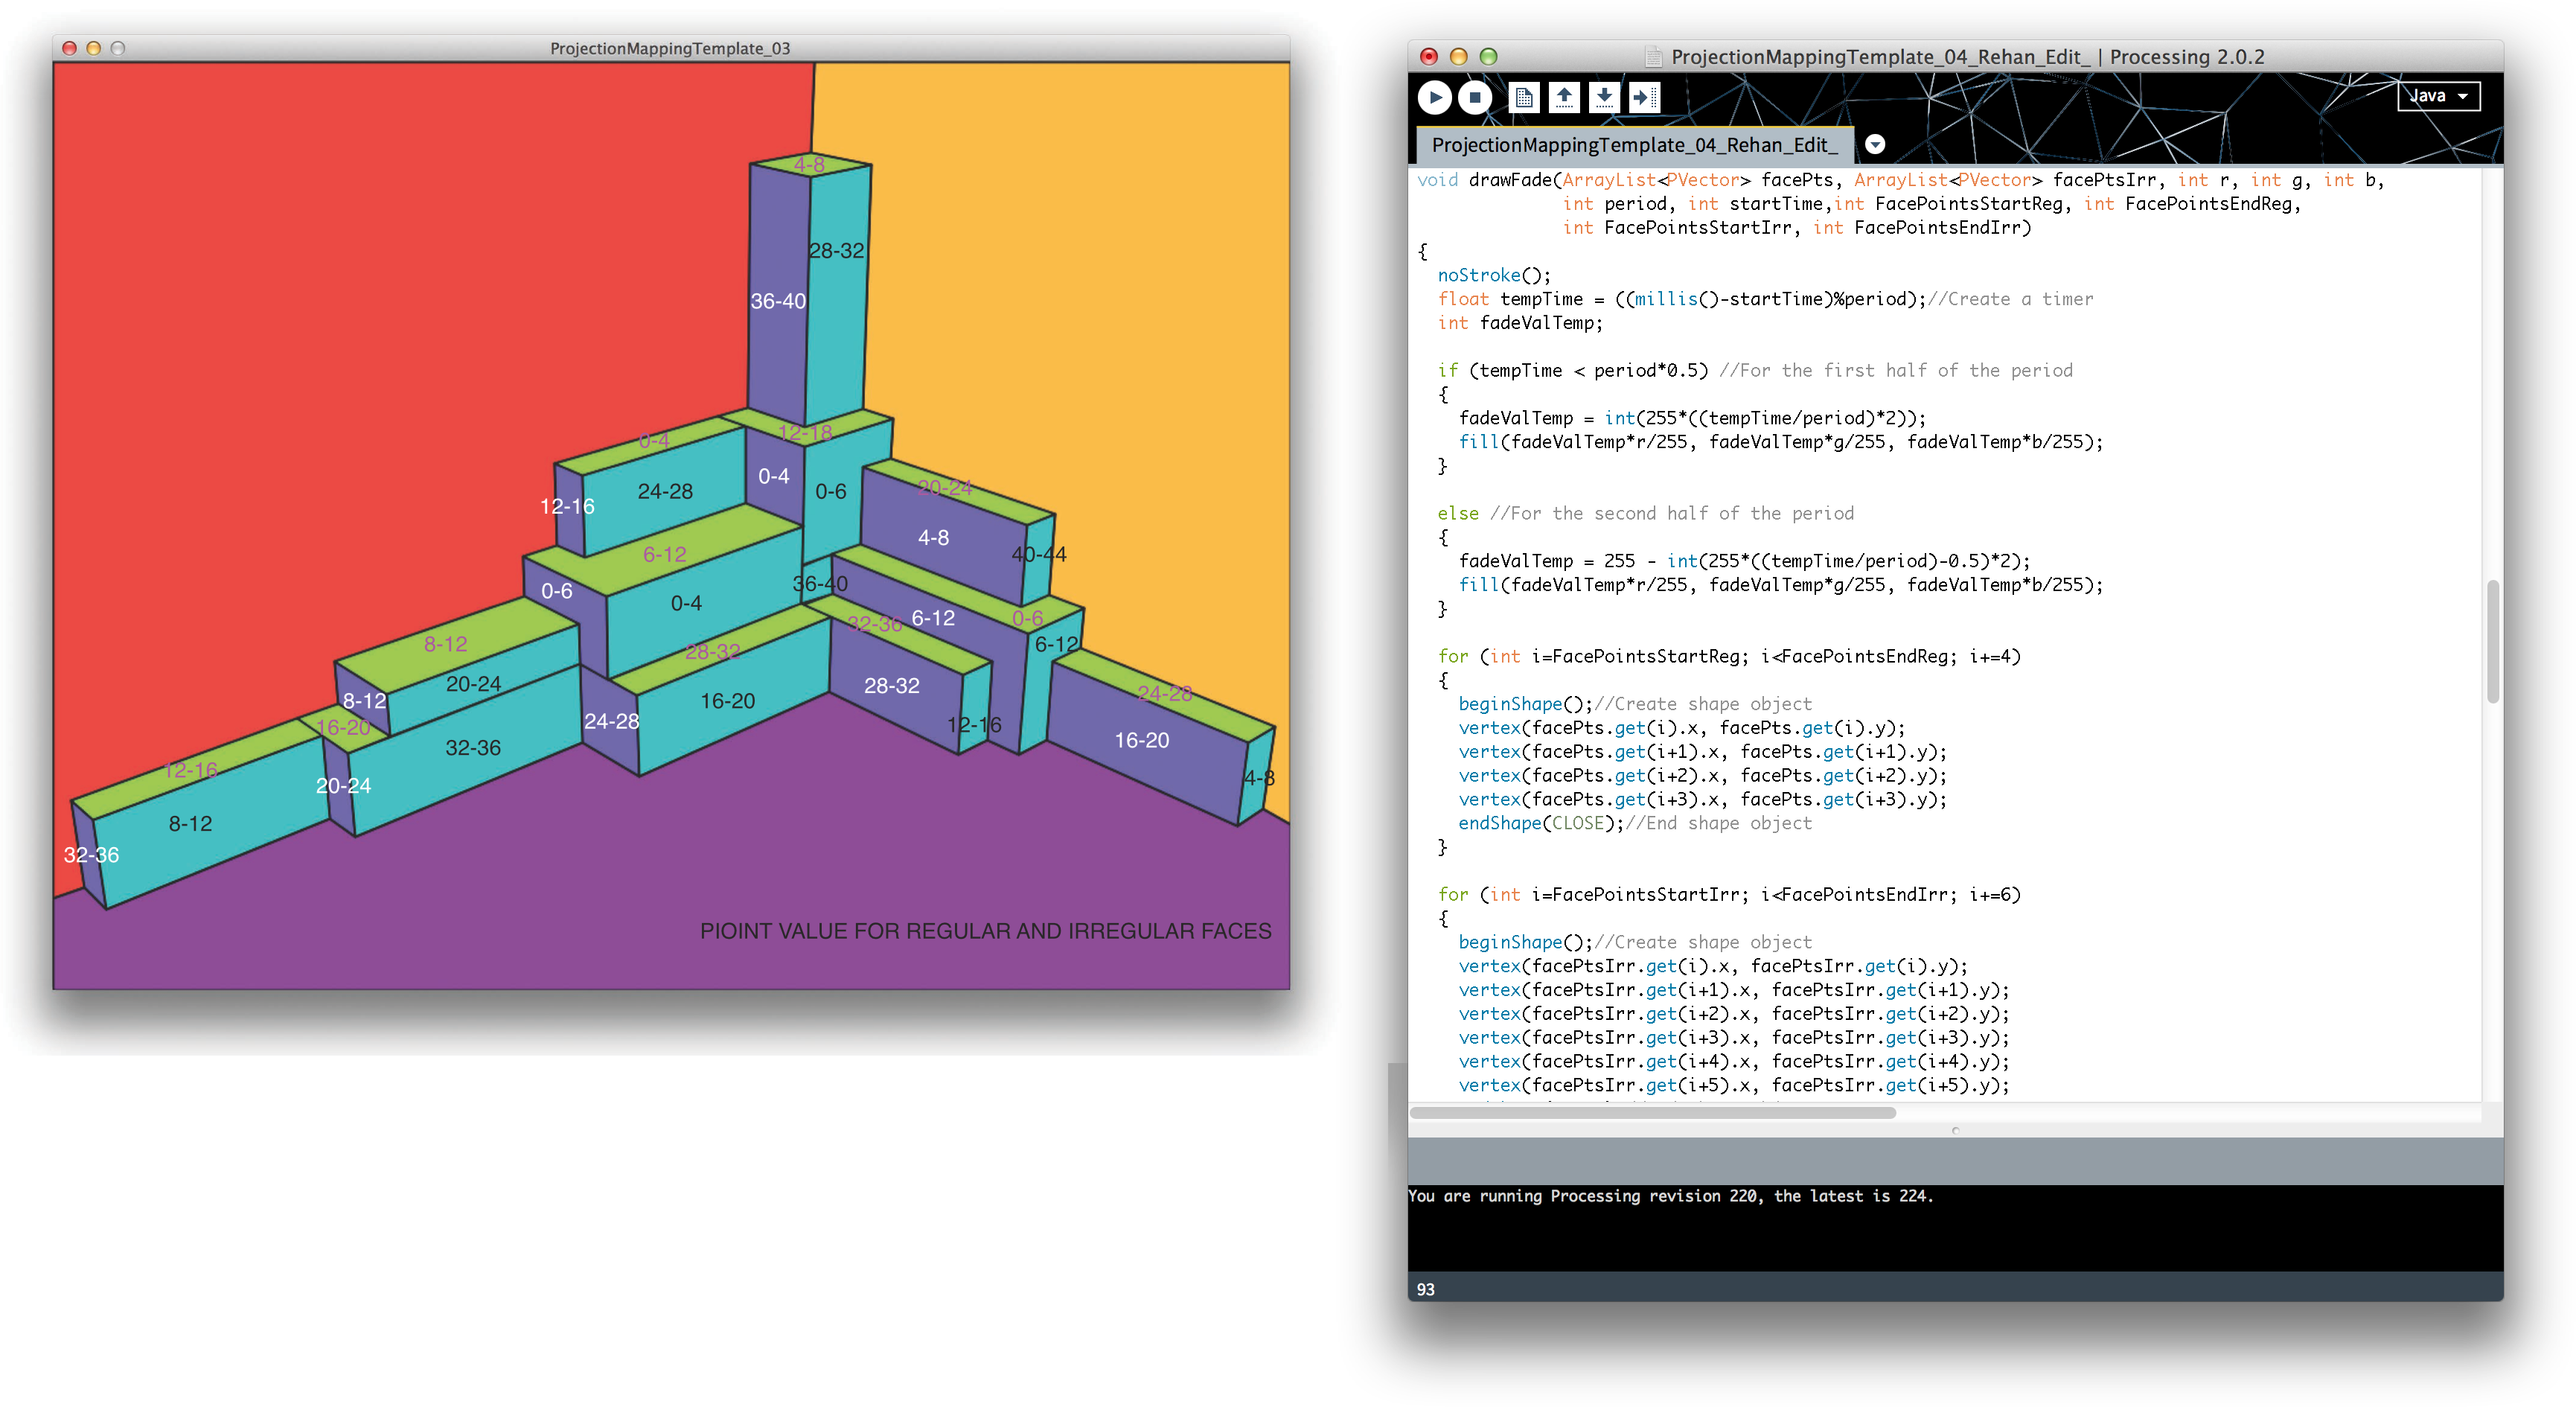 ProjectionMappingTemplate_03
4-8
28-32
36-40
0-4
12-18
0-4
0-6
24-28
12-16
20-24
4-8
40-44
6-12
0-6
0-4
36-40
6-12
0-6
6-12
32-36
8-12
28-32
20-24
8-12
16-20
28-32
24-28
12-16
24-28
16-20
4-8
16-20
32-36
12-16
20-24
8-12
32-36
PIOINT VALUE FOR REGULAR AND IRREGULAR FACES
ProjectionMappingTemplate_04_Rehan_Edit_ | Processing 2.0.2
Java
ProjectionMappingTemplate_04_Rehan_Edit_
void drawFade(ArrayList<PVector> facePts, ArrayList<PVector> facePtsIrr, int r, int g, int b,
int period, int startTime,int FacePointsStartReg, int FacePointsEndReg,
int FacePointsStartIrr, int FacePointsEndIrr)
{
noStroke();
float tempTime = ((millis()-startTime)%period);//Create a timer
int fadeValTemp;
if (tempTime < period*0.5) //For the first half of the period
{
fadeValTemp = int(255*((tempTime/period)*2));
fill(fadeValTemp*r/255, fadeValTemp*g/255, fadeValTemp*b/255);
}
else //For the second half of the period
{
fadeValTemp = 255 - int(255*((tempTime/period)-0.5)*2);
fill(fadeValTemp*r/255, fadeValTemp*g/255, fadeValTemp*b/255);
}
for (int i=FacePointsStartReg; i<FacePointsEndReg; i+=4)
{
beginShape();//Create shape object
vertex(facePts.get(i).x, facePts.get(i).y);
vertex(facePts.get(i+1).x, facePts.get(i+1).y);
vertex(facePts.get(i+2).x, facePts.get(i+2).y);
vertex(facePts.get(i+3).x, facePts.get(i+3).y);
endShape(CLOSE);//End shape object
}
for (int i=FacePointsStartIrr; i<FacePointsEndIrr; i+=6)
{
beginShape();//Create shape object
vertex(facePtsIrr.get(i).x, facePtsIrr.get(i).y);
vertex(facePtsIrr.get(i+1).x, facePtsIrr.get(i+1).y);
vertex(facePtsIrr.get(i+2).x, facePtsIrr.get(i+2).y);
vertex(facePtsIrr.get(i+3).x, facePtsIrr.get(i+3).y);
vertex(facePtsIrr.get(i+4).x, facePtsIrr.get(i+4).y);
vertex(facePtsIrr.get(i+5).x, facePtsIrr.get(i+5).y);
You are running Processing revision 220, the latest is 224.
93